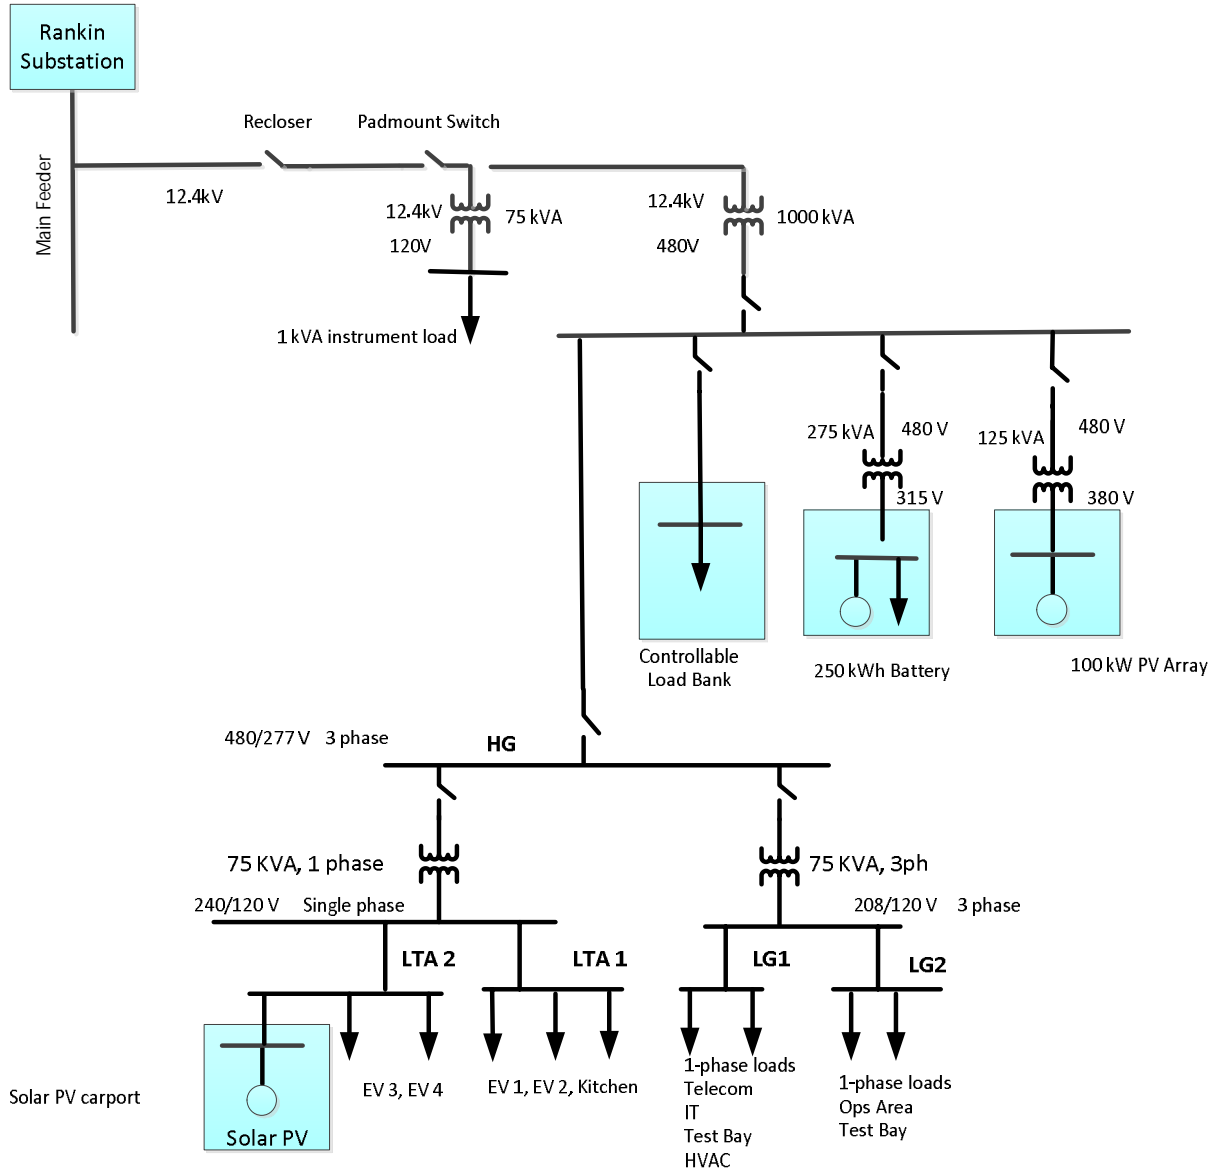 Rankin
Substation
Main Feeder
Recloser
Padmount Switch
12.4kV
12.4kV
75 kVA
120V
1 kVA instrument load
12.4kV
1000 kVA
480V
275 kVA
480 V
315 V
125 kVA
480 V
380 V
Controllable
Load Bank
250 kWh Battery
100 kW PV Array
480/277 V 3 phase
HG
75 KVA, 1 phase
75 KVA, 3ph
240/120 V Single phase
208/120 V 3 phase
LTA 2
LTA 1
LG1
LG2
Solar PV carport
Solar PV
EV 3, EV 4
EV 1, EV 2, Kitchen
1-phase loads
Telecom
IT
Test Bay
HVAC
1-phase loads
Ops Area
Test Bay